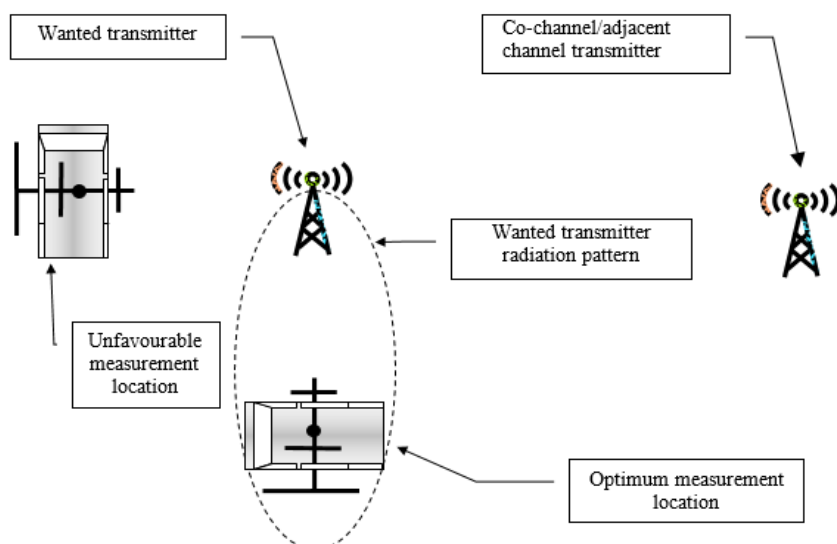 Wanted transmitter
Co-channel/adjacent
channel transmitter
Wanted transmitter
radiation pattern
Unfavourable
measurement
location
Optimum measurement
location